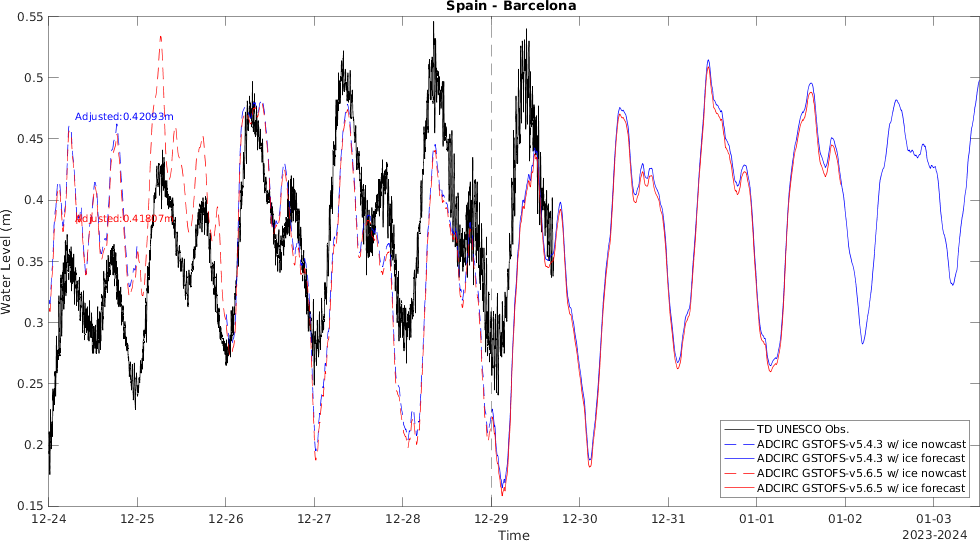 Spain - Barcelona
Water Level (m)
0.55
0.5
0.45
0.4
0.35
0.3
0.25
0.2
0.15
Adjusted:0.42093m
Adjusted:0.41807m
TD UNESCO Obs.
ADCIRC GSTOFS-v5.4.3 w/ ice nowcast
ADCIRC GSTOFS-v5.4.3 w/ ice forecast
ADCIRC GSTOFS-v5.6.5 w/ ice nowcast
ADCIRC GSTOFS-v5.6.5 w/ ice forecast
12-24 12-25 12-26 12-27 12-28 12-29 12-30 12-31 01-01 01-02 01-03
Time
2023-2024